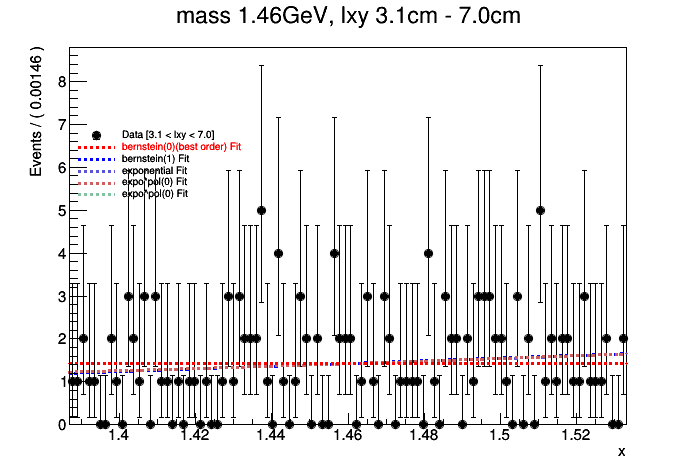 mass 1.46GeV, lxy 3.1cm - 7.0cm
Events / ( 0.00146 )
8
7
6
5
4
3
2
1
0
Data [3.1 < lxy < 7.0]
bernstein(0)(best order) Fit
bernstein(1) Fit
exponential Fit
expo*pol(0) Fit
expo*pol(0) Fit
1.4 1.42 1.44 1.46 1.48 1.5 1.52
x